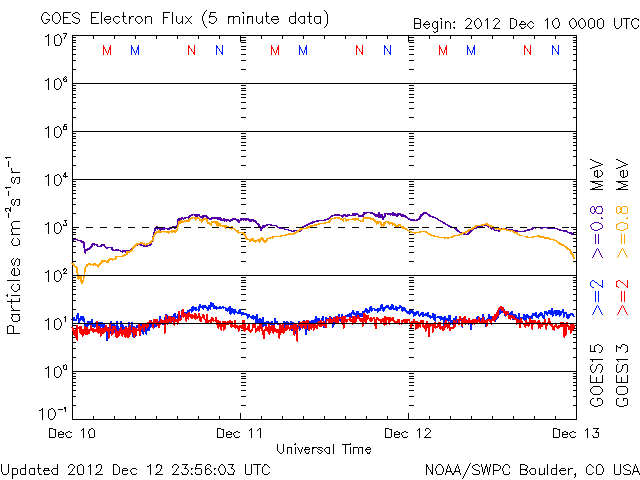 GOES Electron Flux (5 minute data)
Begin: 2012 Dec 10 0000 UTC
M M N N M M N N M M N N
10⁷
10⁶
10⁵
10⁴
10³
10²
10¹
10⁰
10⁻¹
Particles cm⁻²s⁻¹sr⁻¹
Dec 10 Dec 11 Dec 12 Dec 13
Universal Time
GOES15 >=2 >=0.8 MeV
GOES13 >=2 >=0.8 MeV
Updated 2012 Dec 12 23:56:03 UTC
NOAA/SWPC Boulder, CO USA